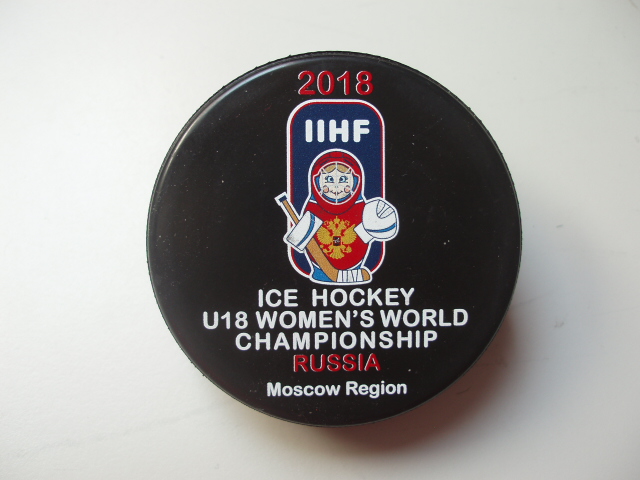 2018
IIHF
ICE HOCKEY
U18 WOMEN'S WORLD
CHAMPIONSHIP
RUSSIA
Moscow Region